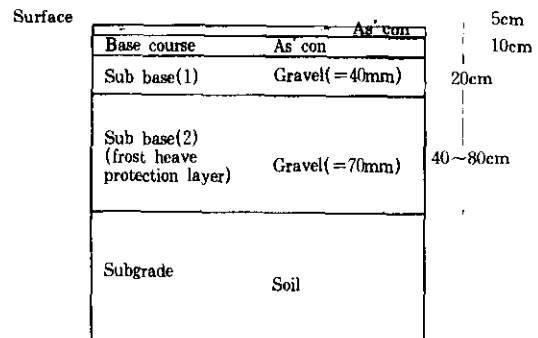 Surface As'con 5cm
Base course As'con 10cm
Sub base(1) Gravel(=40mm) 20cm
Sub base(2)
(frost heave
protection layer) Gravel(=70mm) 40~80cm
Subgrade Soil